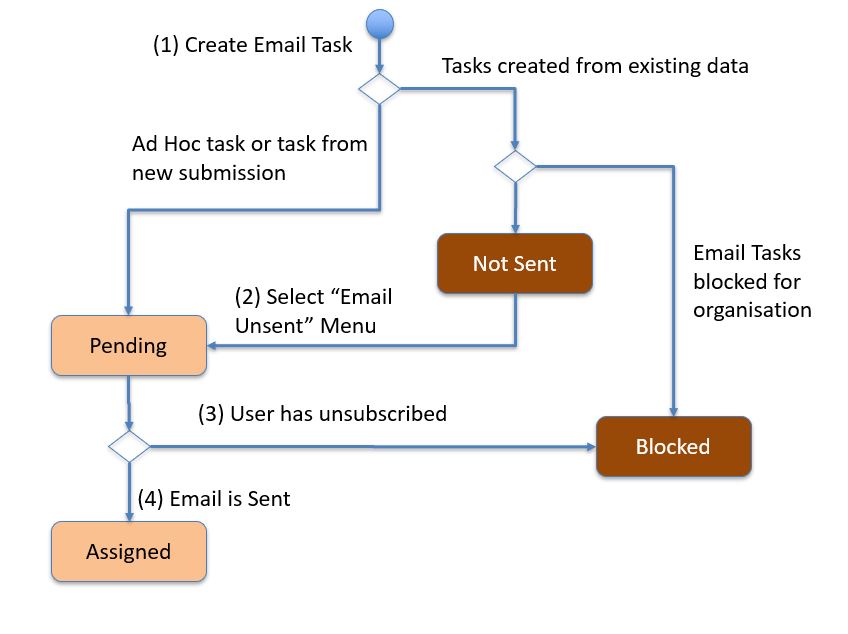 (1) Create Email Task
Tasks created from existing data
Ad Hoc task or task from
new submission
Not Sent
Email Tasks
blocked for
organisation
(2) Select “Email
Unsent” Menu
Pending
(3) User has unsubscribed
Blocked
(4) Email is Sent
Assigned